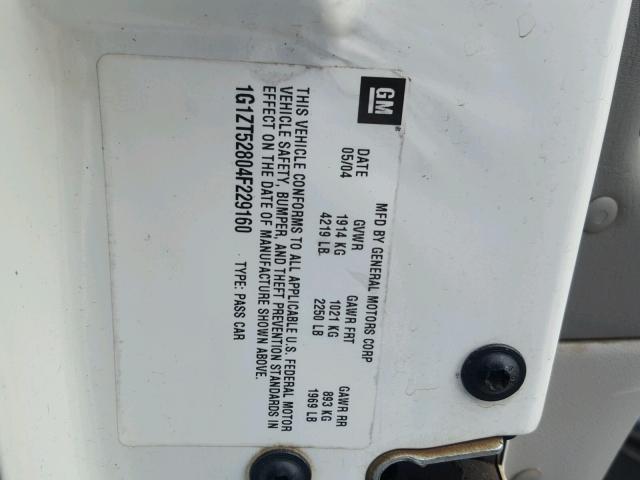 GM®
MFD BY GENERAL MOTORS CORP
DATE GVWR GAWR FRT GAWR RR
05/04 1914 KG 1021 KG 893 KG
4219 LB 2250 LB 1969 LB
THIS VEHICLE CONFORMS TO ALL APPLICABLE U.S. FEDERAL MOTOR
VEHICLE SAFETY, BUMPER, AND THEFT PREVENTION STANDARDS IN
EFFECT ON THE DATE OF MANUFACTURE SHOWN ABOVE.
1G1ZT52804F229160 TYPE: PASS CAR